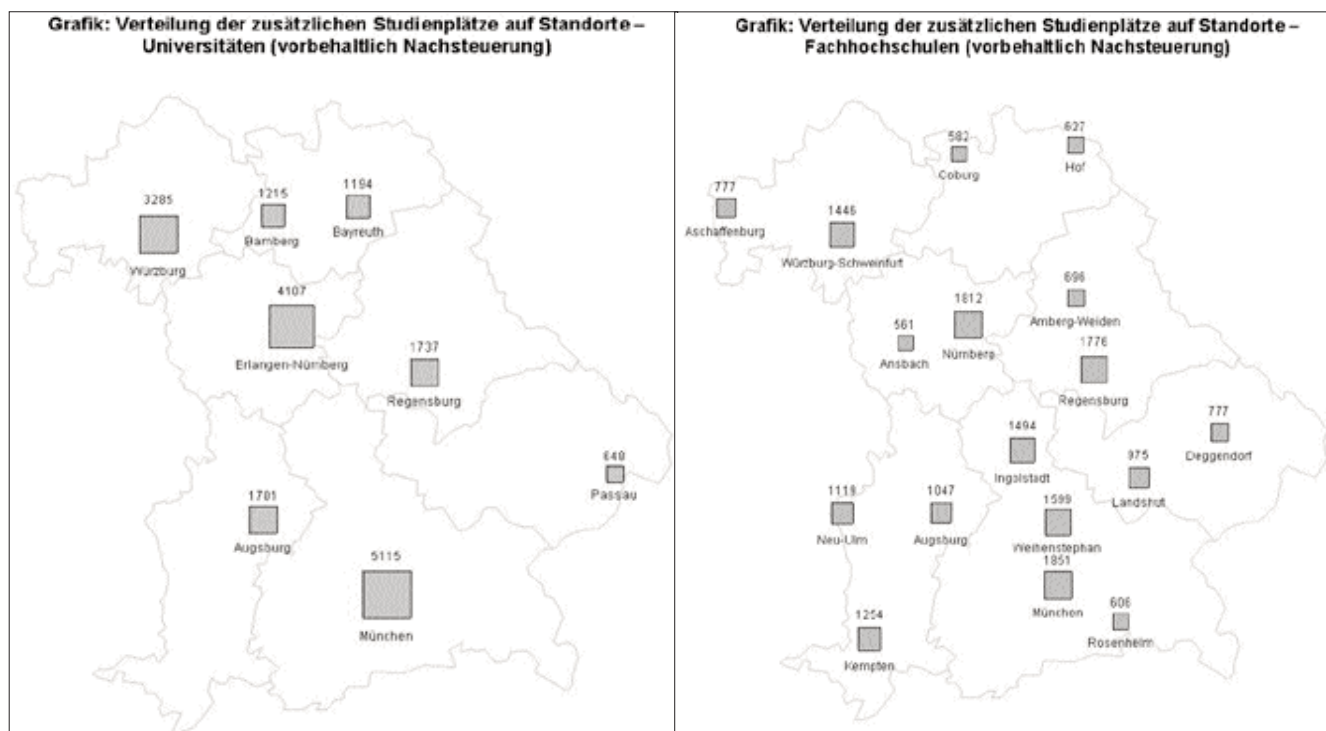 Grafik: Verteilung der zusätzlichen Studienplätze auf Standorte –
Universitäten (vorbehaltlich Nachsteuerung)
3285
Würzburg
1215
Bamberg
1194
Bayreuth
4107
Erlangen-Nürnberg
1737
Regensburg
648
Passau
1781
Augsburg
5115
München
Grafik: Verteilung der zusätzlichen Studienplätze auf Standorte –
Fachhochschulen (vorbehaltlich Nachsteuerung)
582
Coburg
627
Hof
777
Aschaffenburg
1446
Würzburg-Schweinfurt
696
Amberg-Weiden
561
Ansbach
1812
Nürnberg
1776
Regensburg
777
Deggendorf
1494
Ingolstadt
975
Landshut
1119
Neu-Ulm
1047
Augsburg
1599
Weihenstephan
1851
München
606
Rosenheim
1254
Kempten